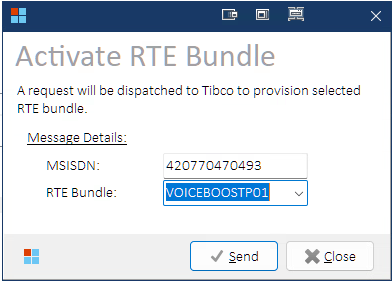 Activate RTE Bundle
A request will be dispatched to Tibco to provision selected
RTE bundle.
Message Details:
MSISDN: 420770470493
RTE Bundle: VOICEBOOSTP01
Send Close